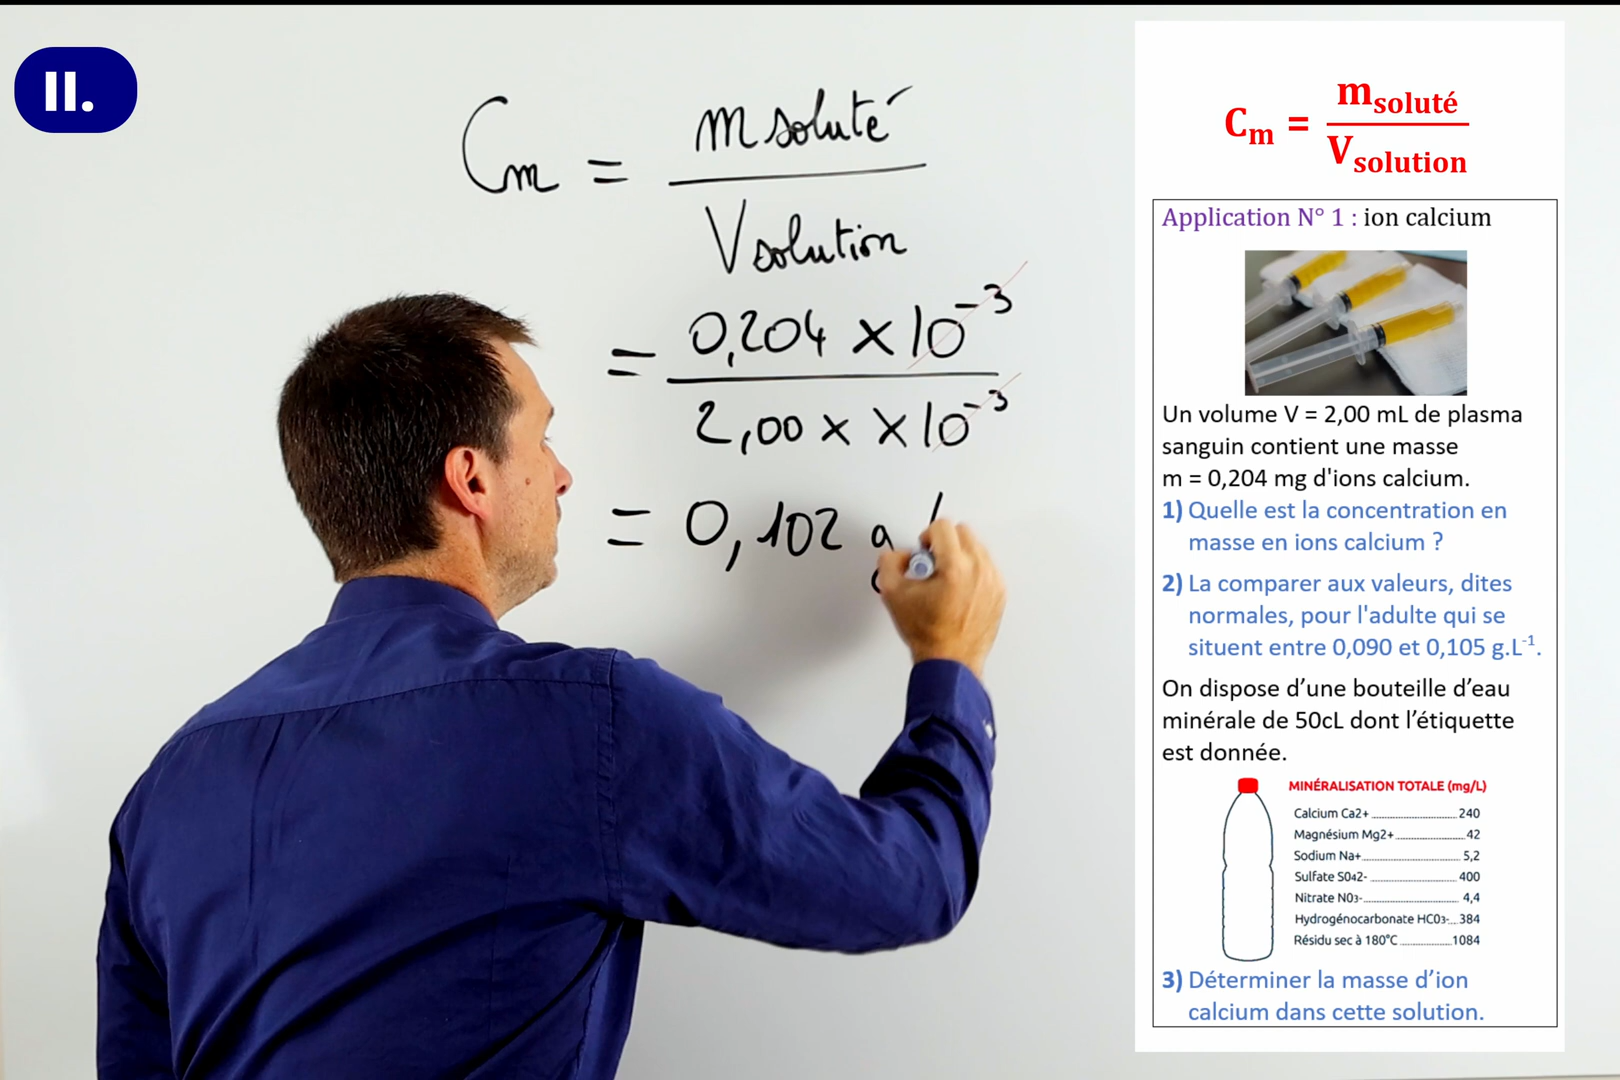 II.
Cm = m soluté
V solution
= 0,204 × 10⁻³
2,00 × × 10⁻³
= 0,102 g /
Cm = msoluté
Vsolution
Application N° 1 : ion calcium
Un volume V = 2,00 mL de plasma
sanguin contient une masse
m = 0,204 mg d'ions calcium.
1) Quelle est la concentration en
masse en ions calcium ?
2) La comparer aux valeurs, dites
normales, pour l'adulte qui se
situent entre 0,090 et 0,105 g.L⁻¹.
On dispose d’une bouteille d’eau
minérale de 50cL dont l’étiquette
est donnée.
MINÉRALISATION TOTALE (mg/L)
Calcium Ca2+ 240
Magnésium Mg2+ 42
Sodium Na+ 5,2
Sulfate SO42- 400
Nitrate NO3- 4,4
Hydrogénocarbonate HCO3- 384
Résidu sec à 180°C 1084
3) Déterminer la masse d’ion
calcium dans cette solution.